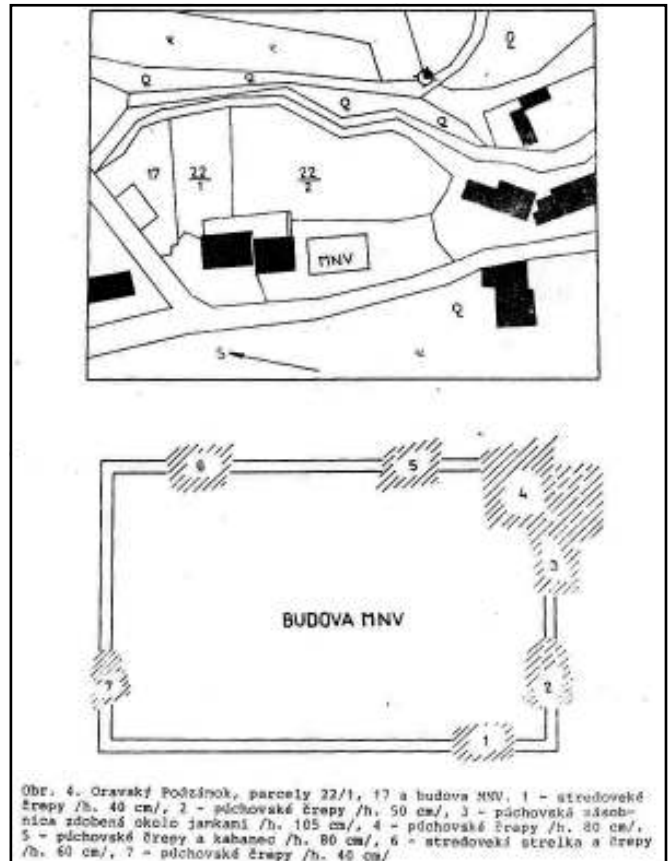 17
22
1
22
2
MNV
S
6
5
4
3
BUDOVA MNV
7
2
1
Obr. 4. Oravský Podzámok, parcely 22/1, 17 a budova MNV. 1 - stredoveké
črepy /h. 40 cm/, 2 - púchovské črepy /h. 50 cm/, 3 - púchovská zásob-
nica zdobená okolo jamkami /h. 105 cm/, 4 - púchovské črepy /h. 80 cm/,
5 - púchovské črepy a kahanec /h. 80 cm/, 6 - stredoveká strelka a črepy
/h. 60 cm/, 7 - púchovské črepy /h. 40 cm/